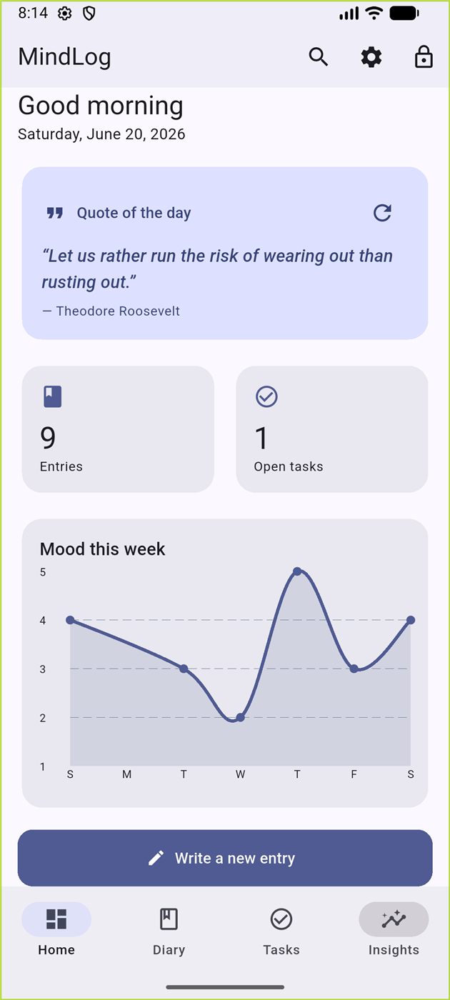 8:14
MindLog
Good morning
Saturday, June 20, 2026
Quote of the day
“Let us rather run the risk of wearing out than
rusting out.”
— Theodore Roosevelt
9
Entries
1
Open tasks
Mood this week
5
4
3
2
1
S M T W T F S
Write a new entry
Home Diary Tasks Insights